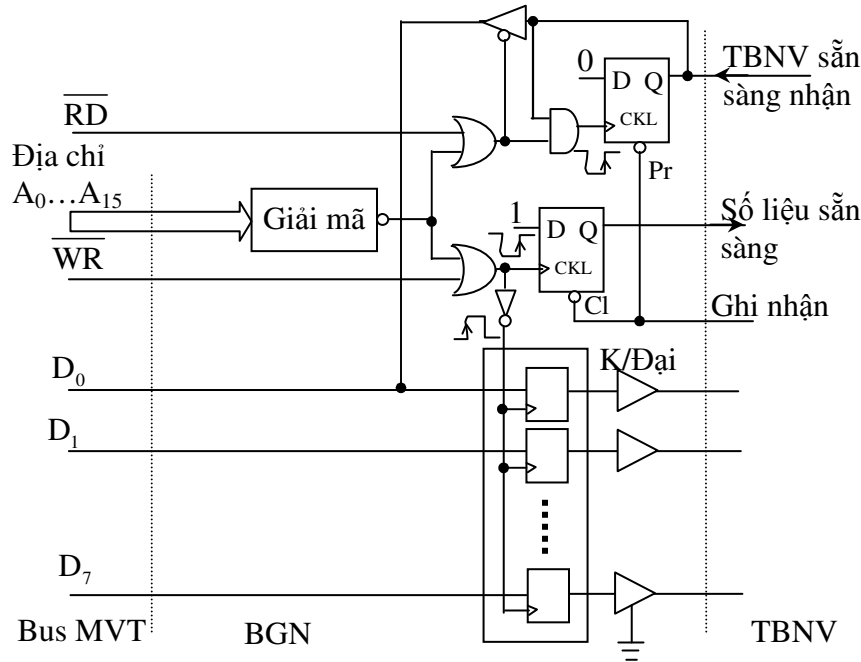 0
D Q
CKL
Pr
TBNV sẵn
sàng nhận
RD
Địa chỉ
A0…A15
Giải mã
WR
1
D Q
CKL
Cl
Số liệu sẵn
sàng
Ghi nhận
K/Đại
D0
D1
D7
Bus MVT
BGN
TBNV